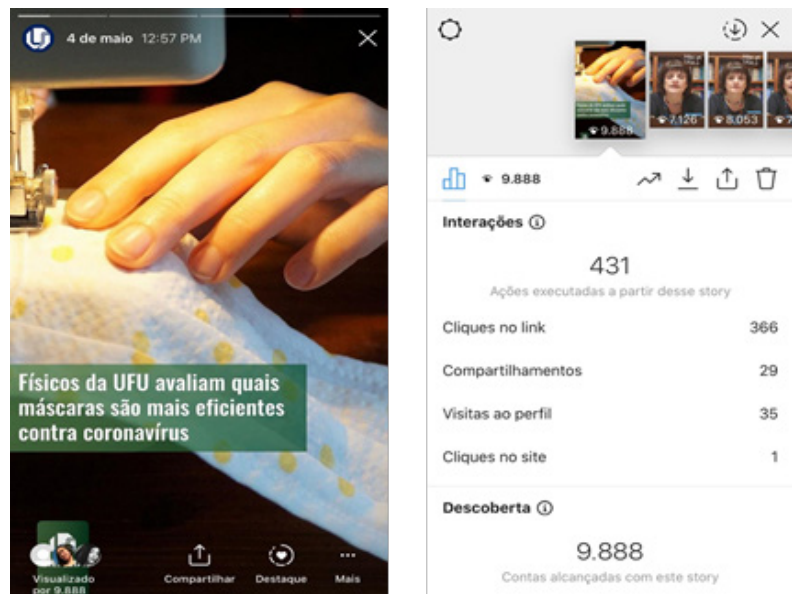 4 de maio 12:57 PM
Físicos da UFU avaliam quais
máscaras são mais eficientes
contra coronavírus
Visualizado
por 9.888
Compartilhar
Destaque
Mais
9.888
7.126
8.053
9.888
Interações
431
Ações executadas a partir desse story
Cliques no link 366
Compartilhamentos 29
Visitas ao perfil 35
Cliques no site 1
Descoberta
9.888
Contas alcançadas com este story